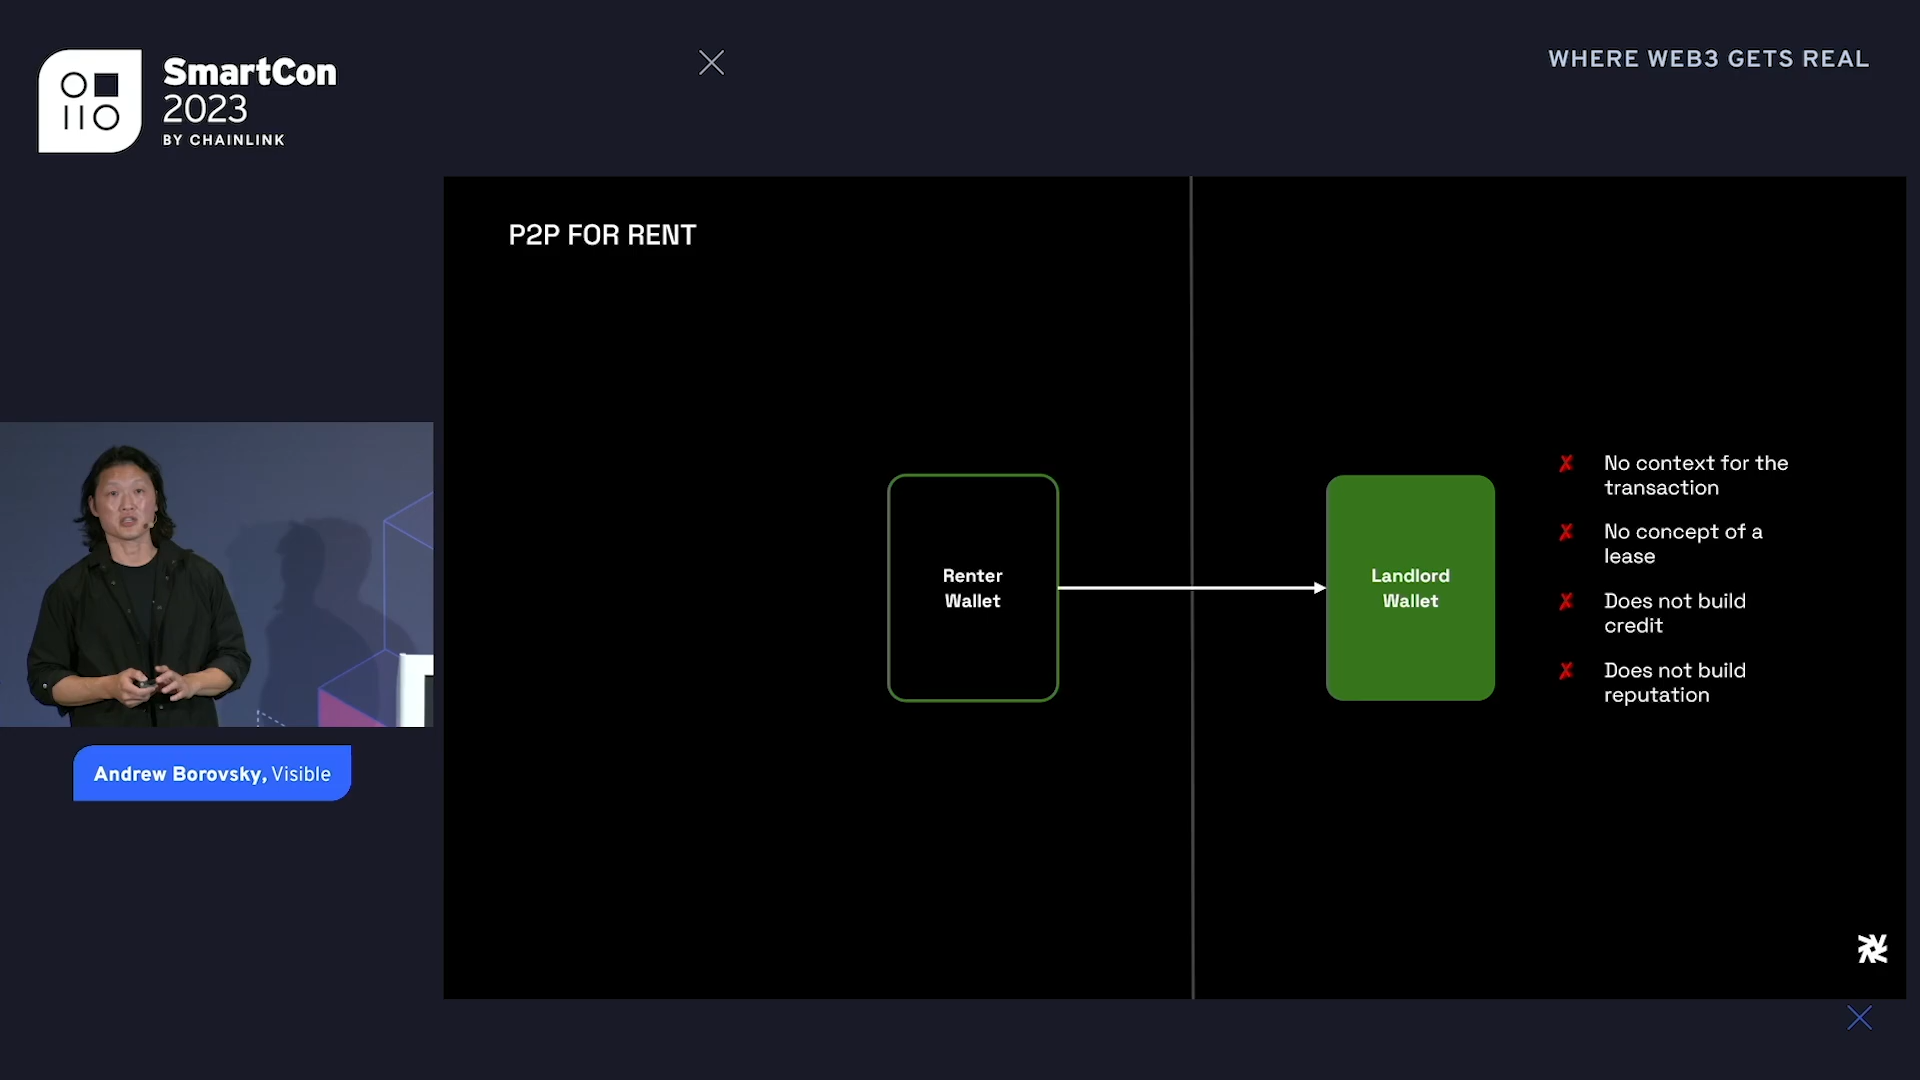 SmartCon
2023
BY CHAINLINK
WHERE WEB3 GETS REAL
P2P FOR RENT
Renter
Wallet
Landlord
Wallet
✗ No context for the
transaction
✗ No concept of a
lease
✗ Does not build
credit
✗ Does not build
reputation
Andrew Borovsky, Visible